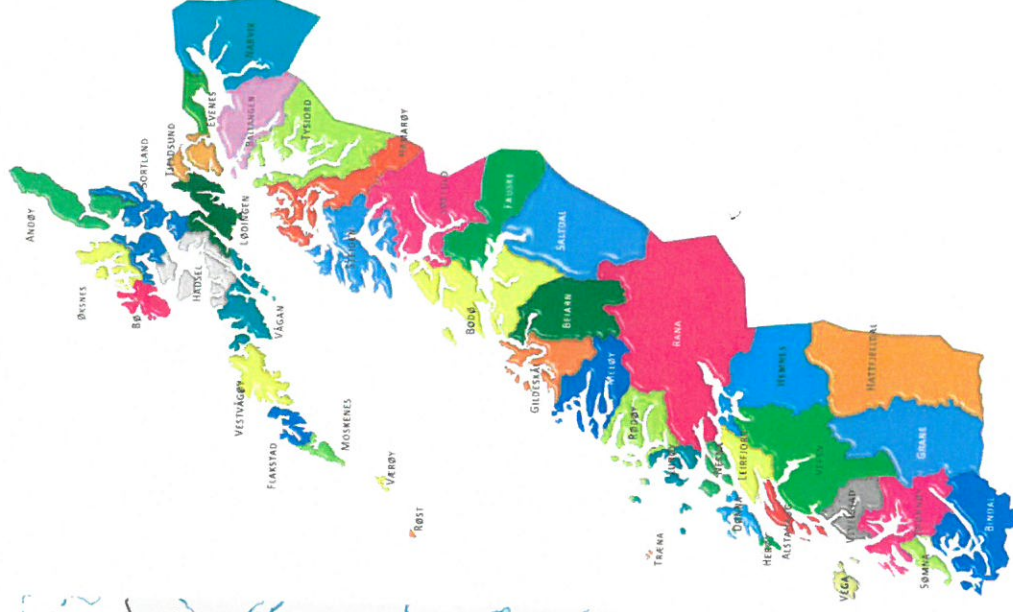 ANDØY
ØKSNES
SORTLAND
BØ
TJELDSUND
HADSEL
EVENES
NARVIK
LØDINGEN
BALLANGEN
VÅGAN
TYSFJORD
VESTVÅGØY
HAMARØY
FLAKSTAD
MOSKENES
VÆRØY
RØST
FAUSKE
BODØ
SALTDAL
BEIARN
GILDESKÅL
MELØY
RANA
RØDØY
TRÆNA
NESNA
LEIRFJORD
HEMNES
DØNNA
HERØY
HATTFJELLDAL
GRANE
VEGA
SØMNA
BINDAL